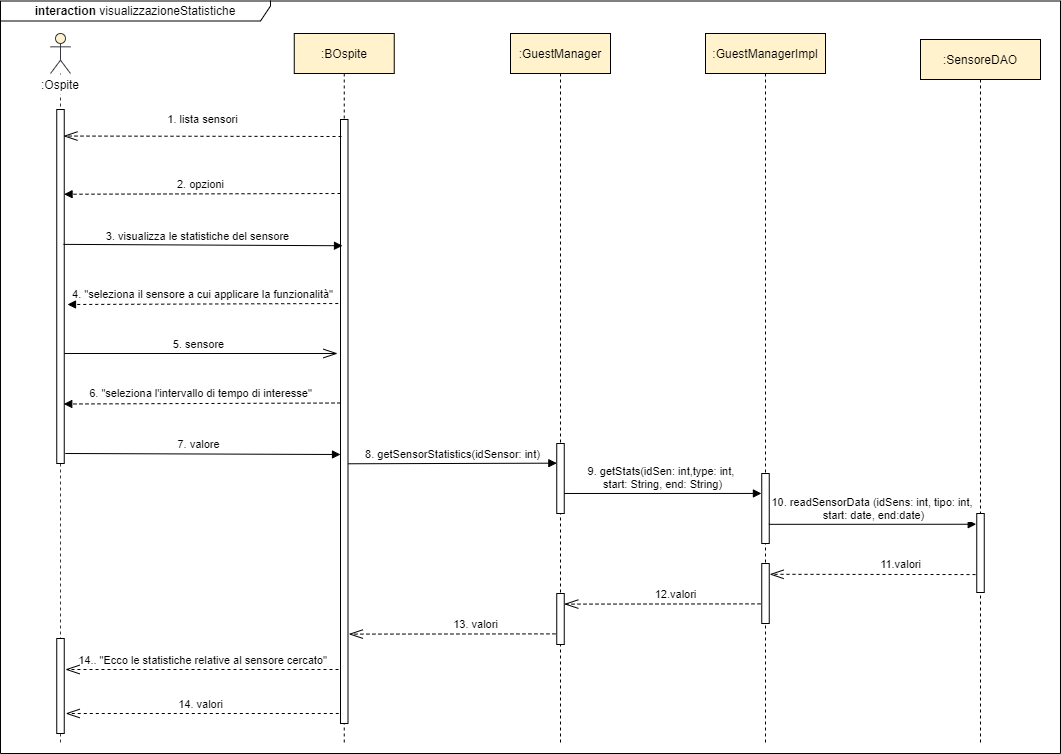 interaction visualizzazioneStatistiche
:Ospite
:BOspite
:GuestManager
:GuestManagerImpl
:SensoreDAO
1. lista sensori
2. opzioni
3. visualizza le statistiche del sensore
4. "seleziona il sensore a cui applicare la funzionalità"
5. sensore
6. "seleziona l'intervallo di tempo di interesse"
7. valore
8. getSensorStatistics(idSensor: int)
9. getStats(idSen: int,type: int,
start: String, end: String)
10. readSensorData (idSens: int, tipo: int,
start: date, end:date)
11.valori
12.valori
13. valori
14.. "Ecco le statistiche relative al sensore cercato"
14. valori